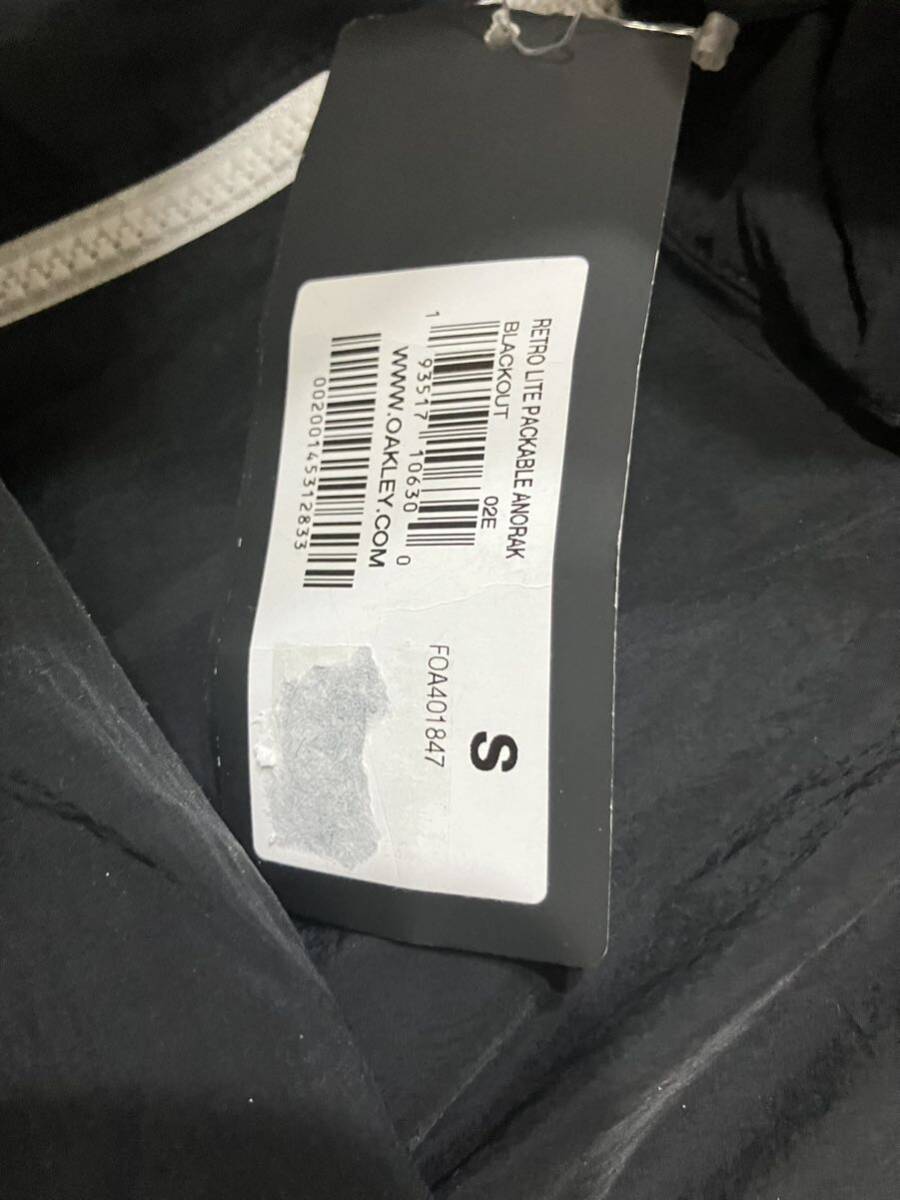 RETRO LITE PACKABLE ANORAK
BLACKOUT 02E
1 93517 10630 0
WWW.OAKLEY.COM
00200145312833
S
FOA401847